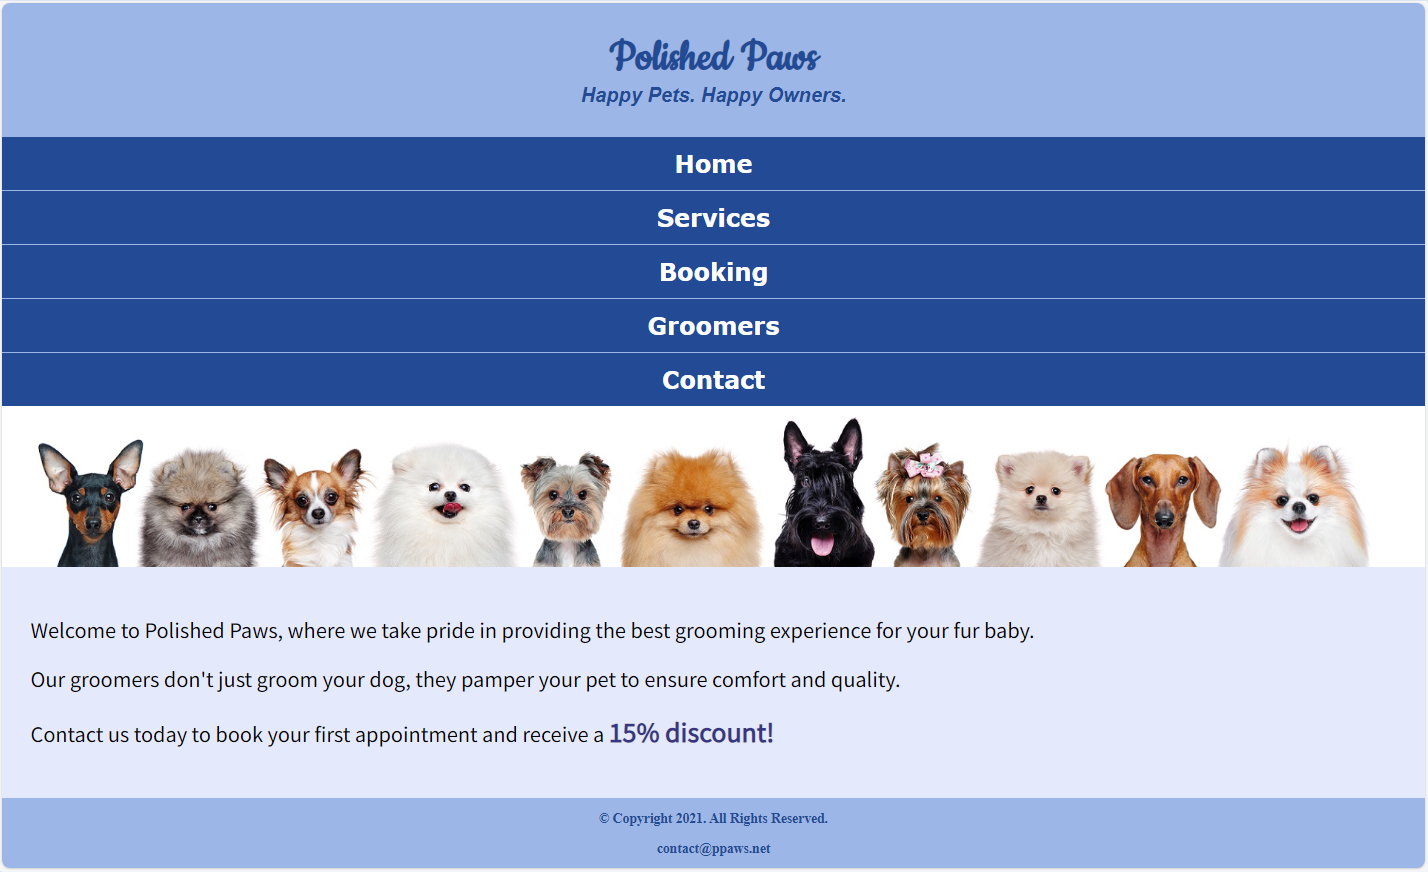 Polished Paws
Happy Pets. Happy Owners.
Home
Services
Booking
Groomers
Contact
Welcome to Polished Paws, where we take pride in providing the best grooming experience for your fur baby.
Our groomers don't just groom your dog, they pamper your pet to ensure comfort and quality.
Contact us today to book your first appointment and receive a 15% discount!
© Copyright 2021. All Rights Reserved.
contact@ppaws.net